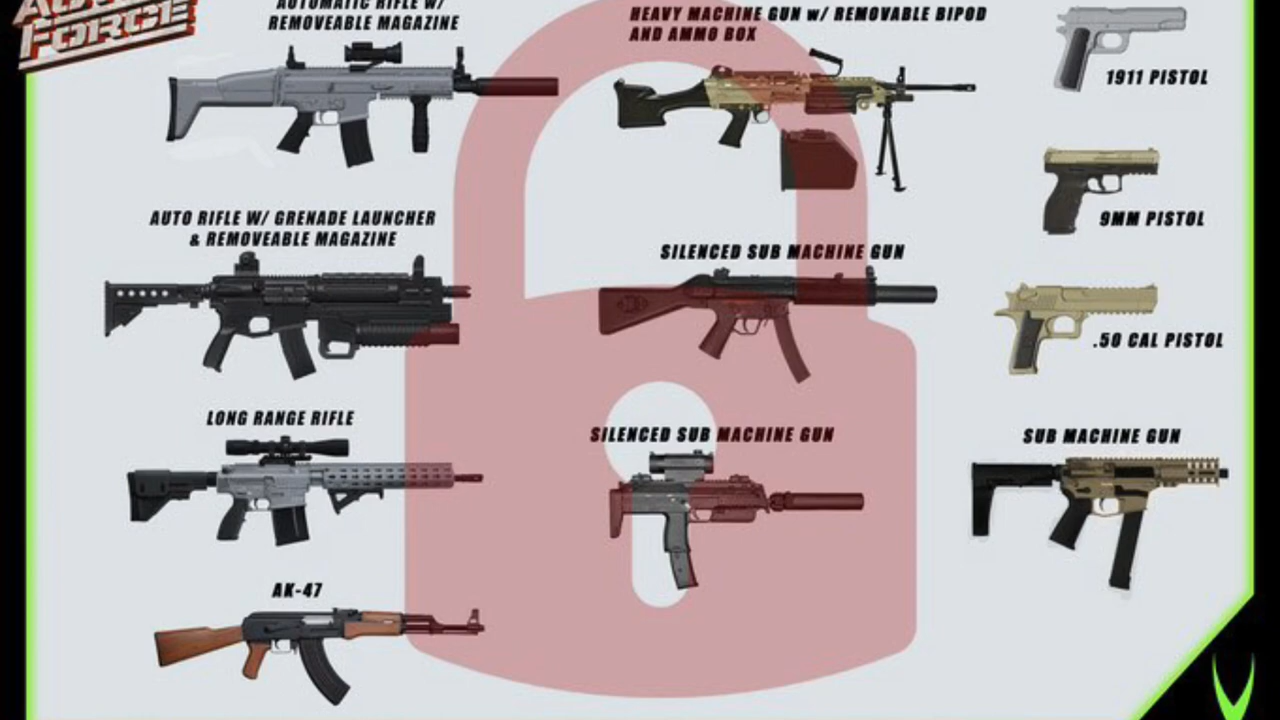 FORCE
AUTOMATIC RIFLE W/
REMOVEABLE MAGAZINE
HEAVY MACHINE GUN w/ REMOVABLE BIPOD
AND AMMO BOX
1911 PISTOL
9MM PISTOL
AUTO RIFLE W/ GRENADE LAUNCHER
& REMOVEABLE MAGAZINE
SILENCED SUB MACHINE GUN
.50 CAL PISTOL
LONG RANGE RIFLE
SILENCED SUB MACHINE GUN
SUB MACHINE GUN
AK-47